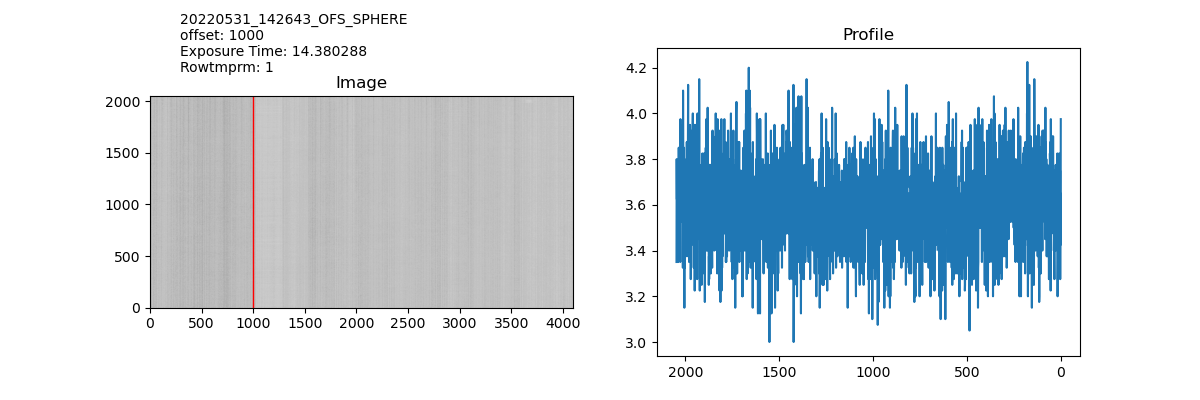 20220531_142643_OFS_SPHERE
offset: 1000
Exposure Time: 14.380288
Rowtmprm: 1
Image
2000
1500
1000
500
0
0 500 1000 1500 2000 2500 3000 3500 4000
Profile
4.2
4.0
3.8
3.6
3.4
3.2
3.0
2000 1500 1000 500 0